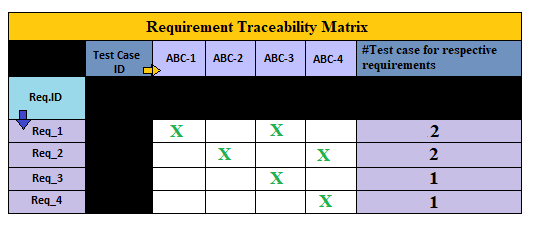 Requirement Traceability Matrix
Test Case ID ABC-1 ABC-2 ABC-3 ABC-4 #Test case for respective requirements
Req.ID
Req_1 X X 2
Req_2 X X 2
Req_3 X 1
Req_4 X 1